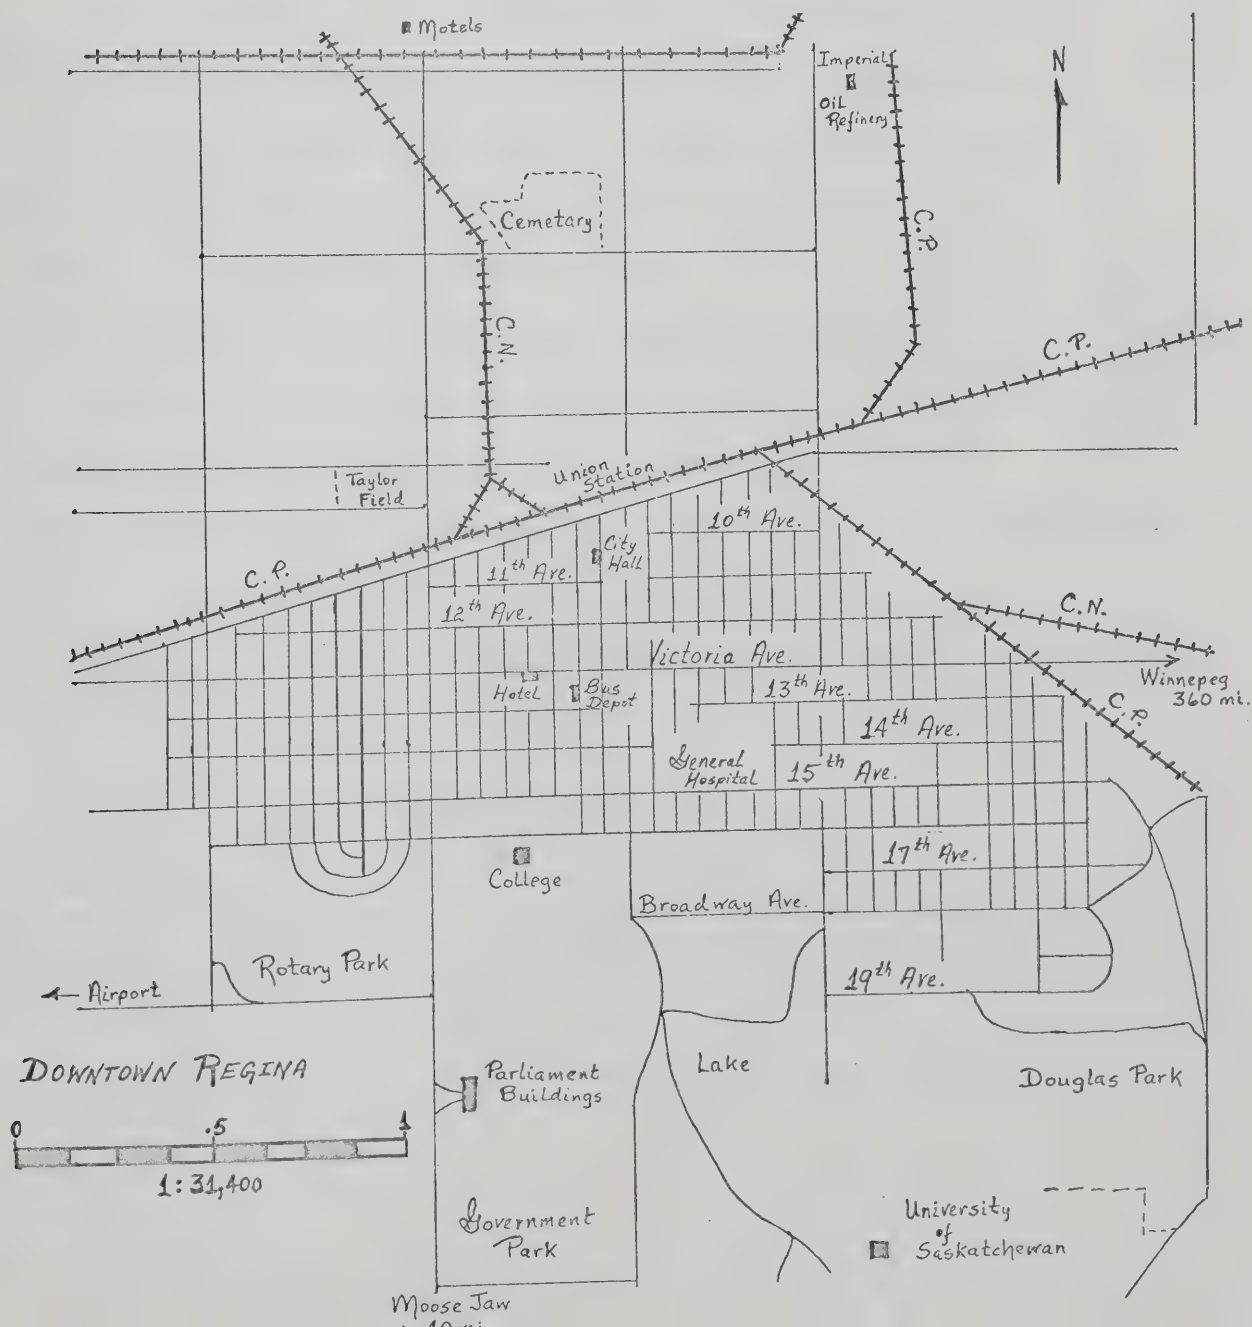 Motels
Imperial
Oil
Refinery
N
Cemetary
C.P.
C.N.
C.P.
Taylor
Field
Union
Station
10th Ave.
City
Hall
11th Ave.
C.P.
12th Ave.
C.N.
Victoria Ave.
Winnepeg
360 mi.
Hotel
Bus
Depot
13th Ave.
C.P.
14th Ave.
General
Hospital
15th Ave.
17th Ave.
College
Broadway Ave.
Rotary Park
19th Ave.
Airport
DOWNTOWN REGINA
Parliament
Buildings
Lake
Douglas Park
0 .5 1
1:31,400
Government
Park
University
of
Saskatchewan
Moose Jaw